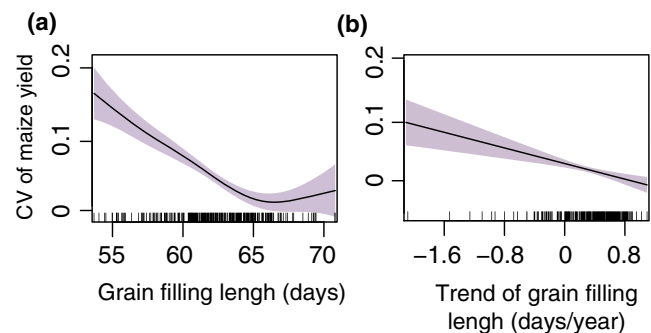 (a)
CV of maize yield
0.2
0.1
0
55 60 65 70
Grain filling lengh (days)
(b)
0.2
0.1
0
−1.6 −0.8 0 0.8
Trend of grain filling
lengh (days/year)